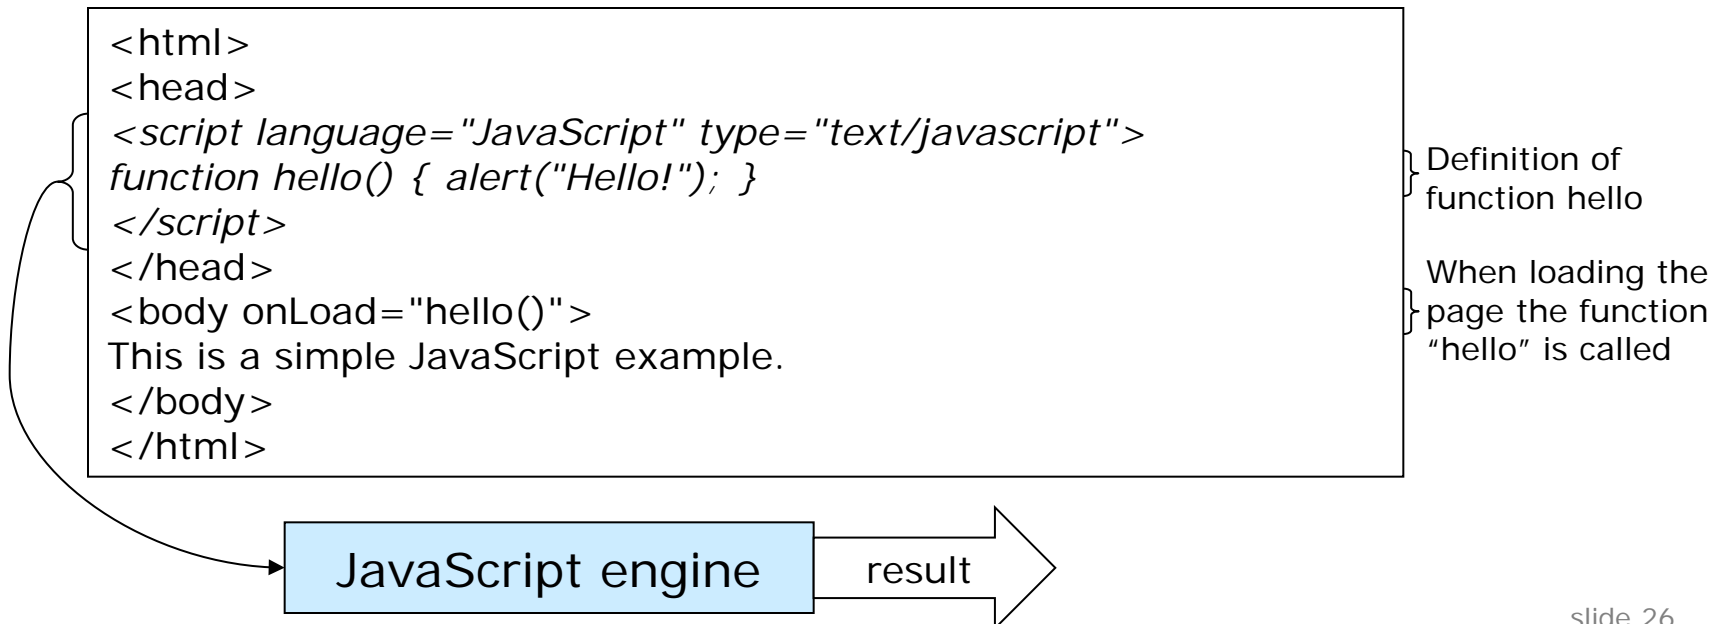 <html>
<head>
<script language="JavaScript" type="text/javascript">
function hello() { alert("Hello!"); }
</script>
</head>
<body onLoad="hello()">
This is a simple JavaScript example.
</body>
</html>
Definition of
function hello
When loading the
page the function
“hello” is called
JavaScript engine
result
slide 26